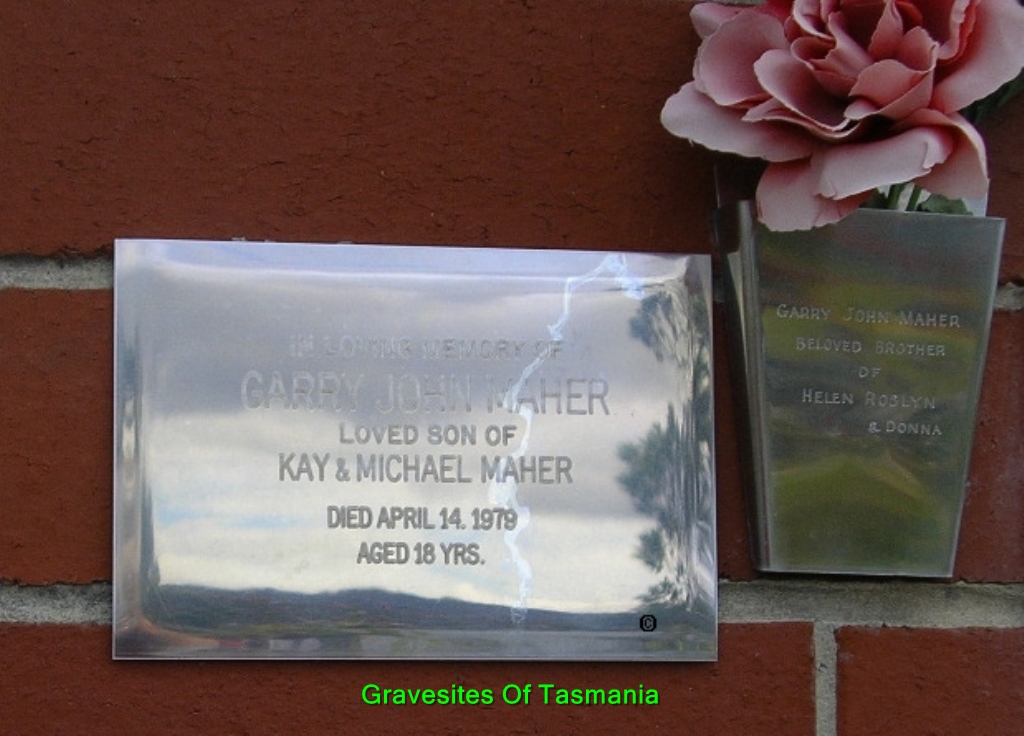 IN LOVING MEMORY OF
GARRY JOHN MAHER
LOVED SON OF
KAY & MICHAEL MAHER
DIED APRIL 14. 1979
AGED 18 YRS.
©
GARRY JOHN MAHER
BELOVED BROTHER
OF
HELEN ROSLYN
& DONNA
Gravesites Of Tasmania